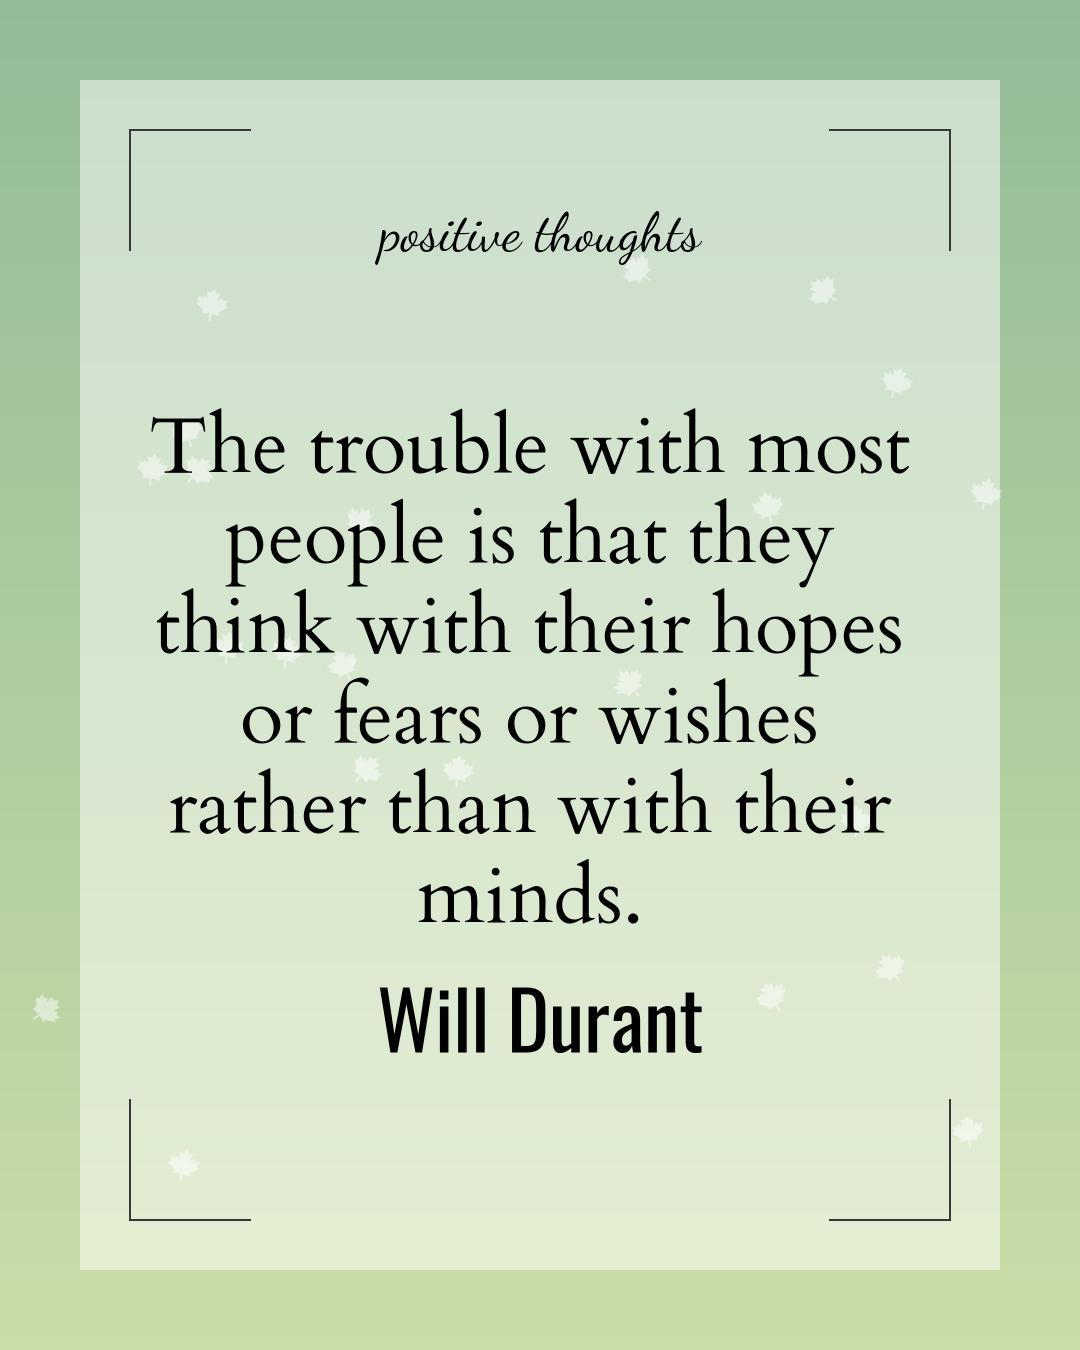 positive thoughts
The trouble with most
people is that they
think with their hopes
or fears or wishes
rather than with their
minds.
Will Durant